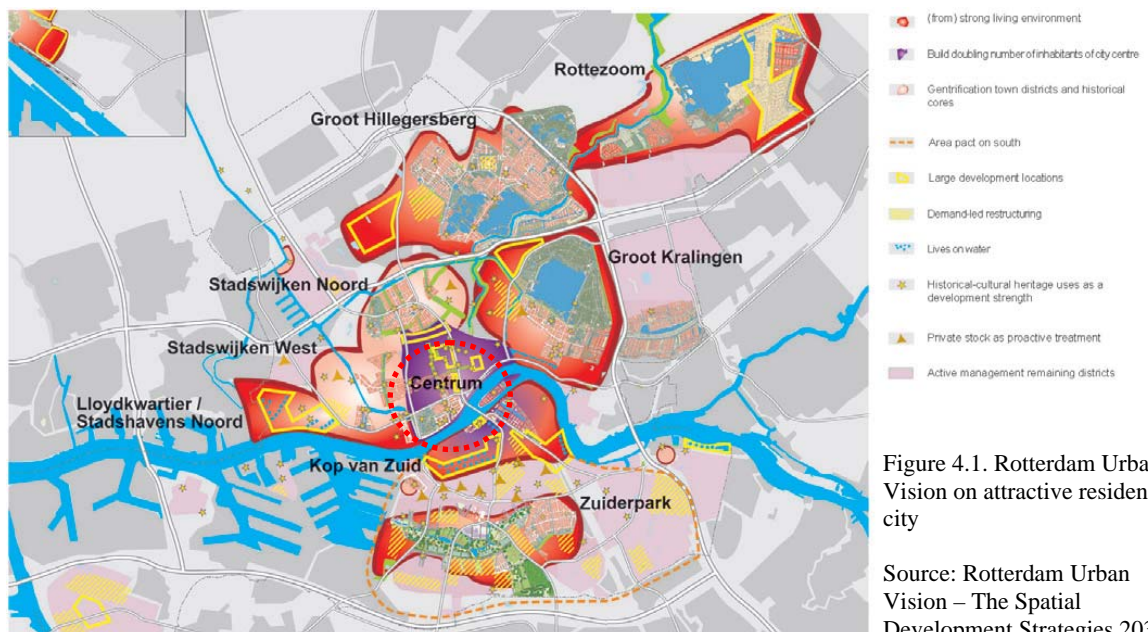 Rottezoom
Groot Hillegersberg
Groot Kralingen
Stadswijken Noord
Stadswijken West
Centrum
Lloydkwartier /
Stadshavens Noord
Kop van Zuid
Zuiderpark
(from) strong living environment
Build doubling number of inhabitants of city centre
Gentrification town districts and historical
cores
Area pact on south
Large development locations
Demand-led restructuring
Lives on water
Historical-cultural heritage uses as a
development strength
Private stock as proactive treatment
Active management remaining districts
Figure 4.1. Rotterdam Urba
Vision on attractive residen
city
Source: Rotterdam Urban
Vision – The Spatial
Development Strategies